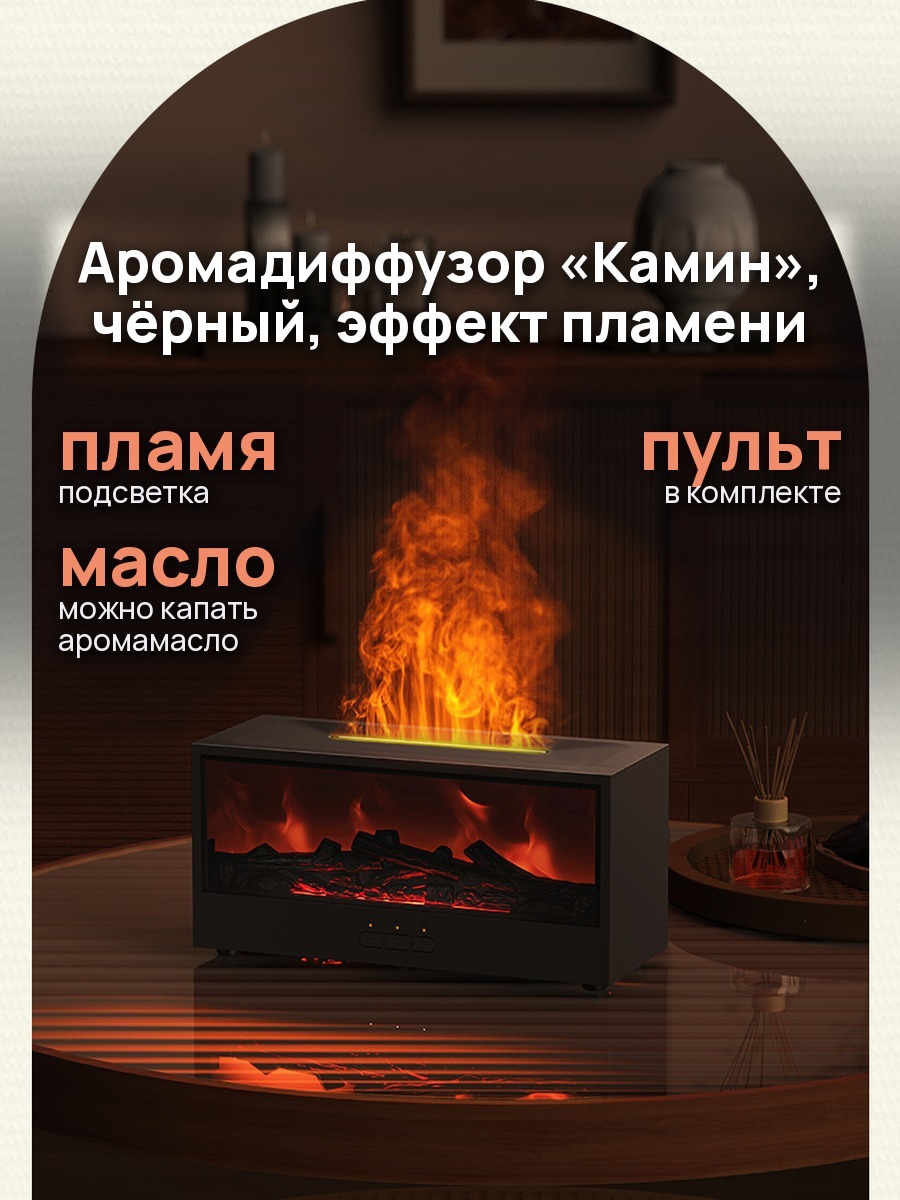 Аромадиффузор «Камин»,
чёрный, эффект пламени
пламя
подсветка
пульт
в комплекте
масло
можно капать
аромамасло